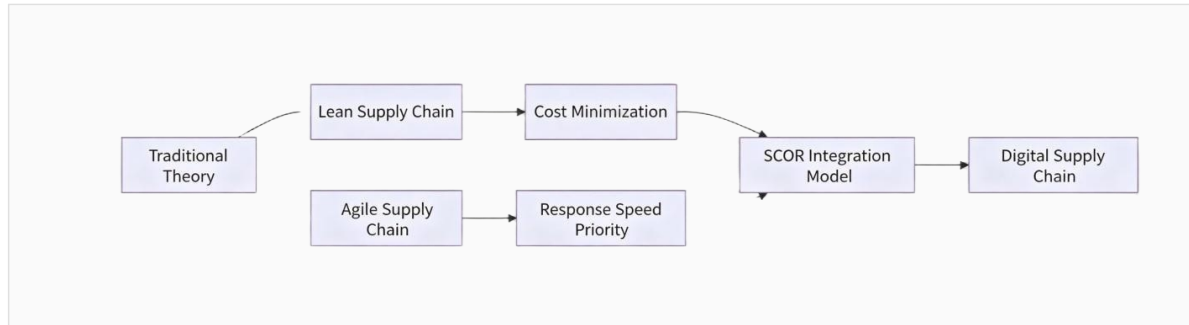 Traditional
Theory
Lean Supply Chain
Cost Minimization
Agile Supply
Chain
Response Speed
Priority
SCOR Integration
Model
Digital Supply
Chain